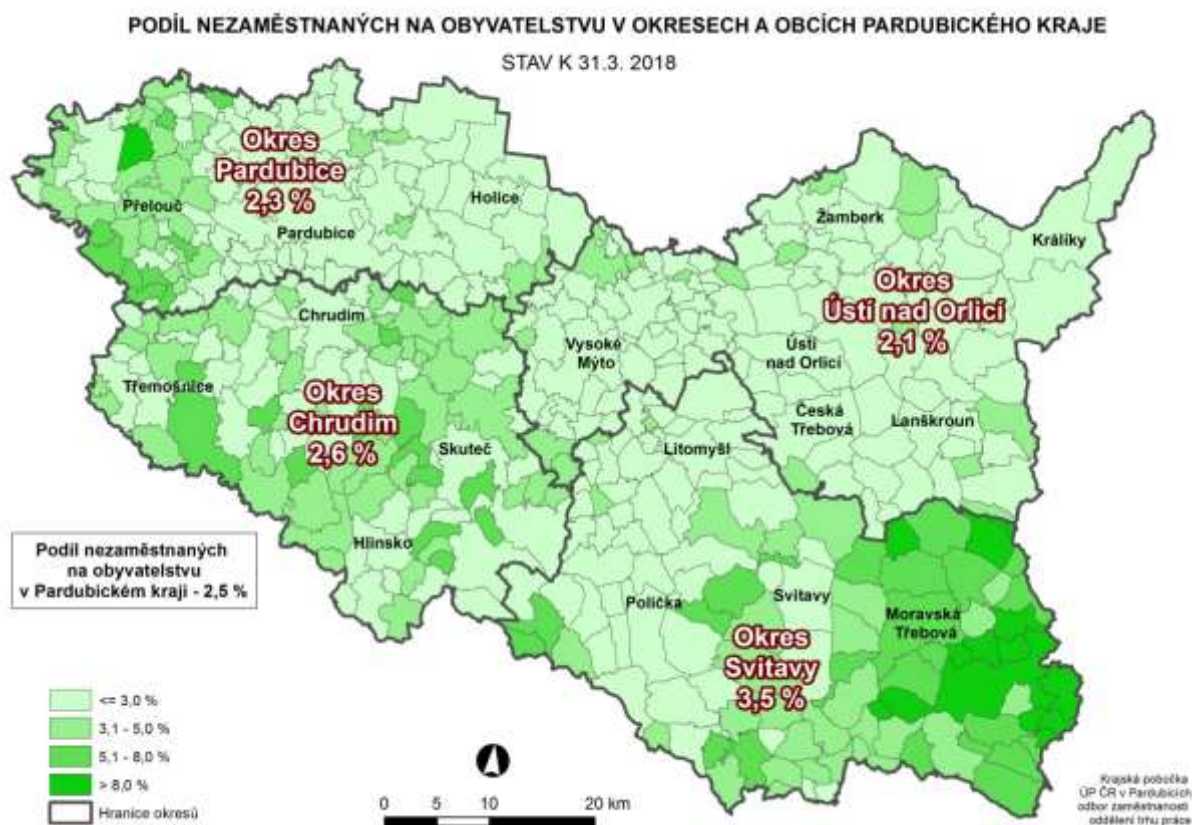 PODÍL NEZAMĚSTNANÝCH NA OBYVATELSTVU V OKRESECH A OBCÍCH PARDUBICKÉHO KRAJE
STAV K 31.3. 2018
Okres
Pardubice
2,3 %
Přelouč
Holice
Pardubice
Žamberk
Králíky
Okres
Ústí nad Orlicí
2,1 %
Chrudim
Vysoké
Mýto
Ústí
nad Orlicí
Třemošnice
Okres
Chrudim
2,6 %
Česká
Třebová
Lanškroun
Skuteč
Litomyšl
Hlinsko
Podíl nezaměstnaných
na obyvatelstvu
v Pardubickém kraji - 2,5 %
Polička
Svitavy
Moravská
Třebová
Okres
Svitavy
3,5 %
<= 3,0 %
3,1 - 5,0 %
5,1 - 8,0 %
> 8,0 %
Hranice okresů
0 5 10 20 km
Krajská pobočka
ÚP ČR v Pardubicích
odbor zaměstnanosti
oddělení trhu práce